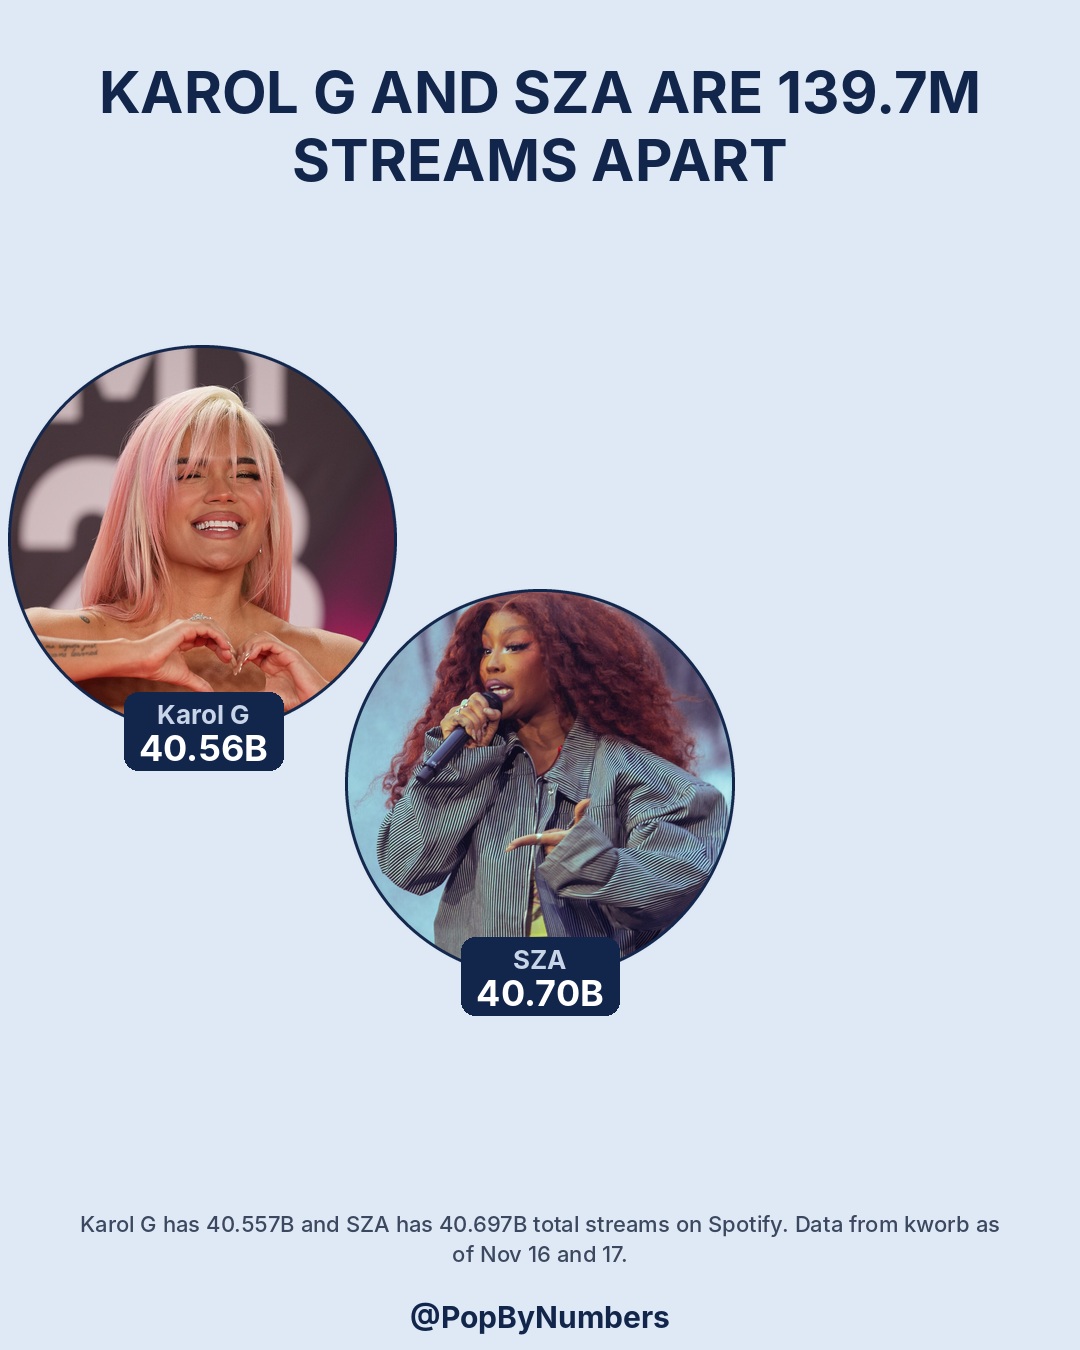 KAROL G AND SZA ARE 139.7M
STREAMS APART
Karol G
40.56B
SZA
40.70B
Karol G has 40.557B and SZA has 40.697B total streams on Spotify. Data from kworb as
of Nov 16 and 17.
@PopByNumbers